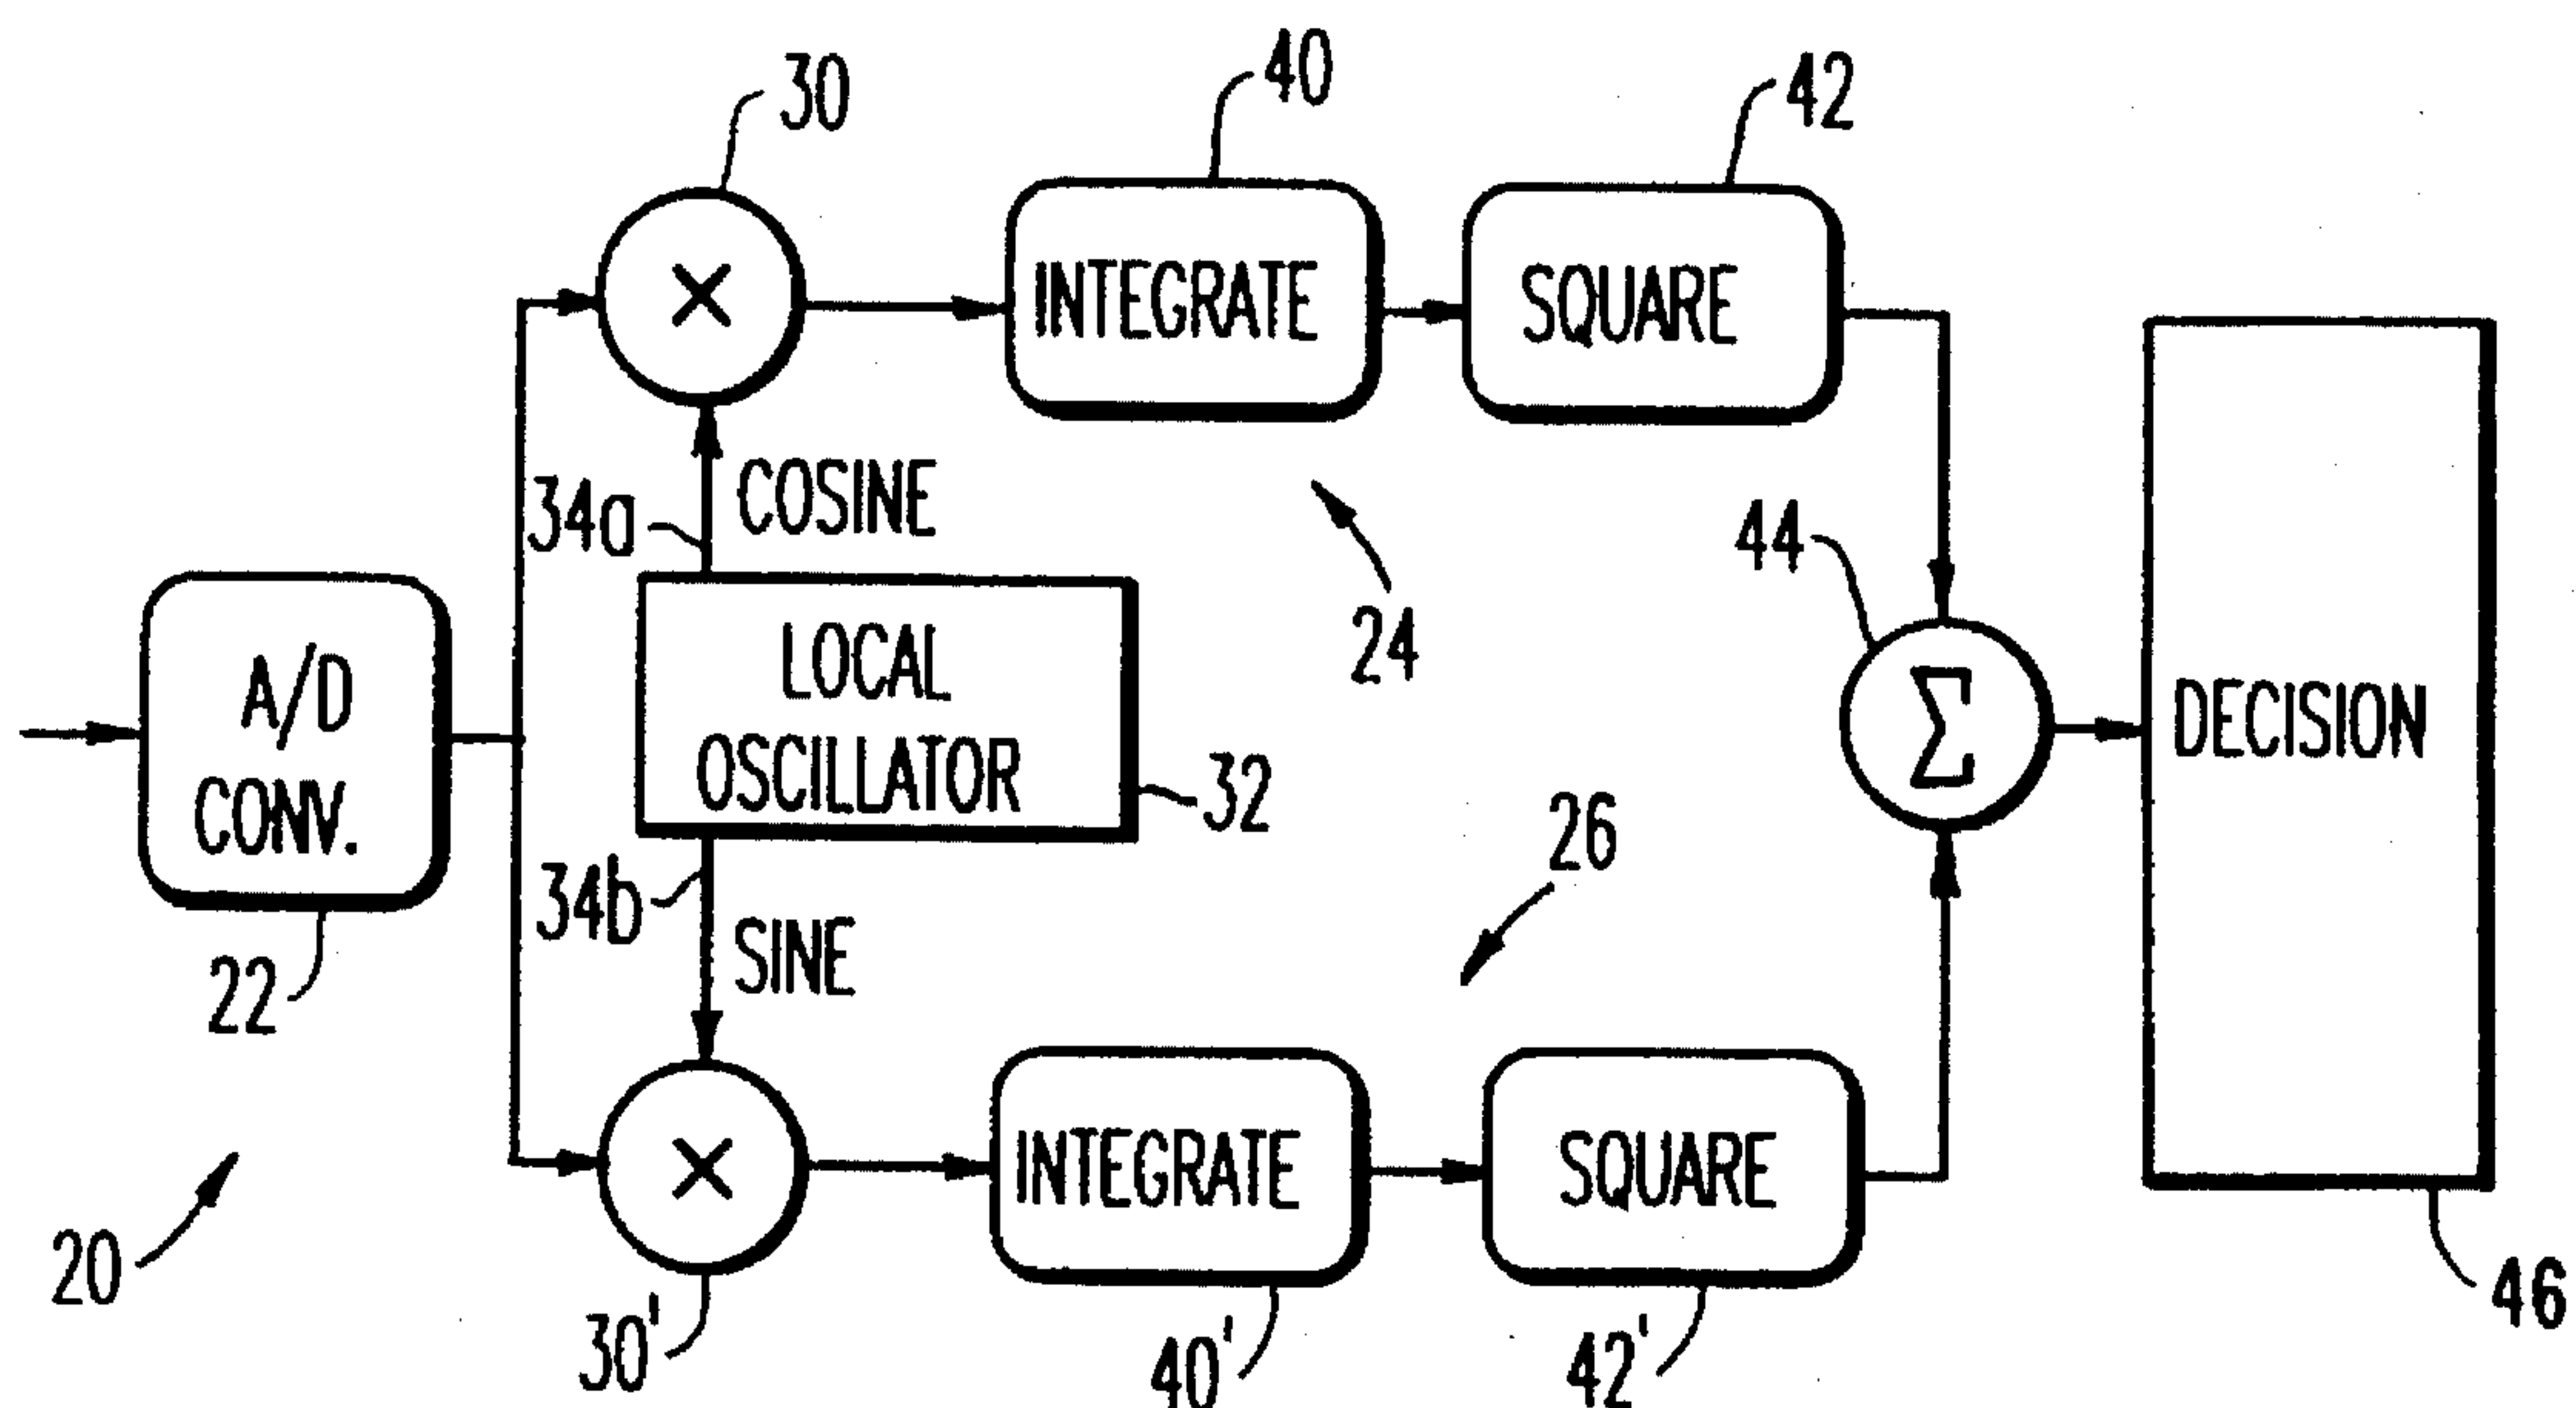 30
40
42
×
INTEGRATE
SQUARE
34a
COSINE
44
24
A/D
CONV.
LOCAL
OSCILLATOR
32
Σ
DECISION
26
34b
SINE
22
×
INTEGRATE
SQUARE
20
30'
40'
42'
46